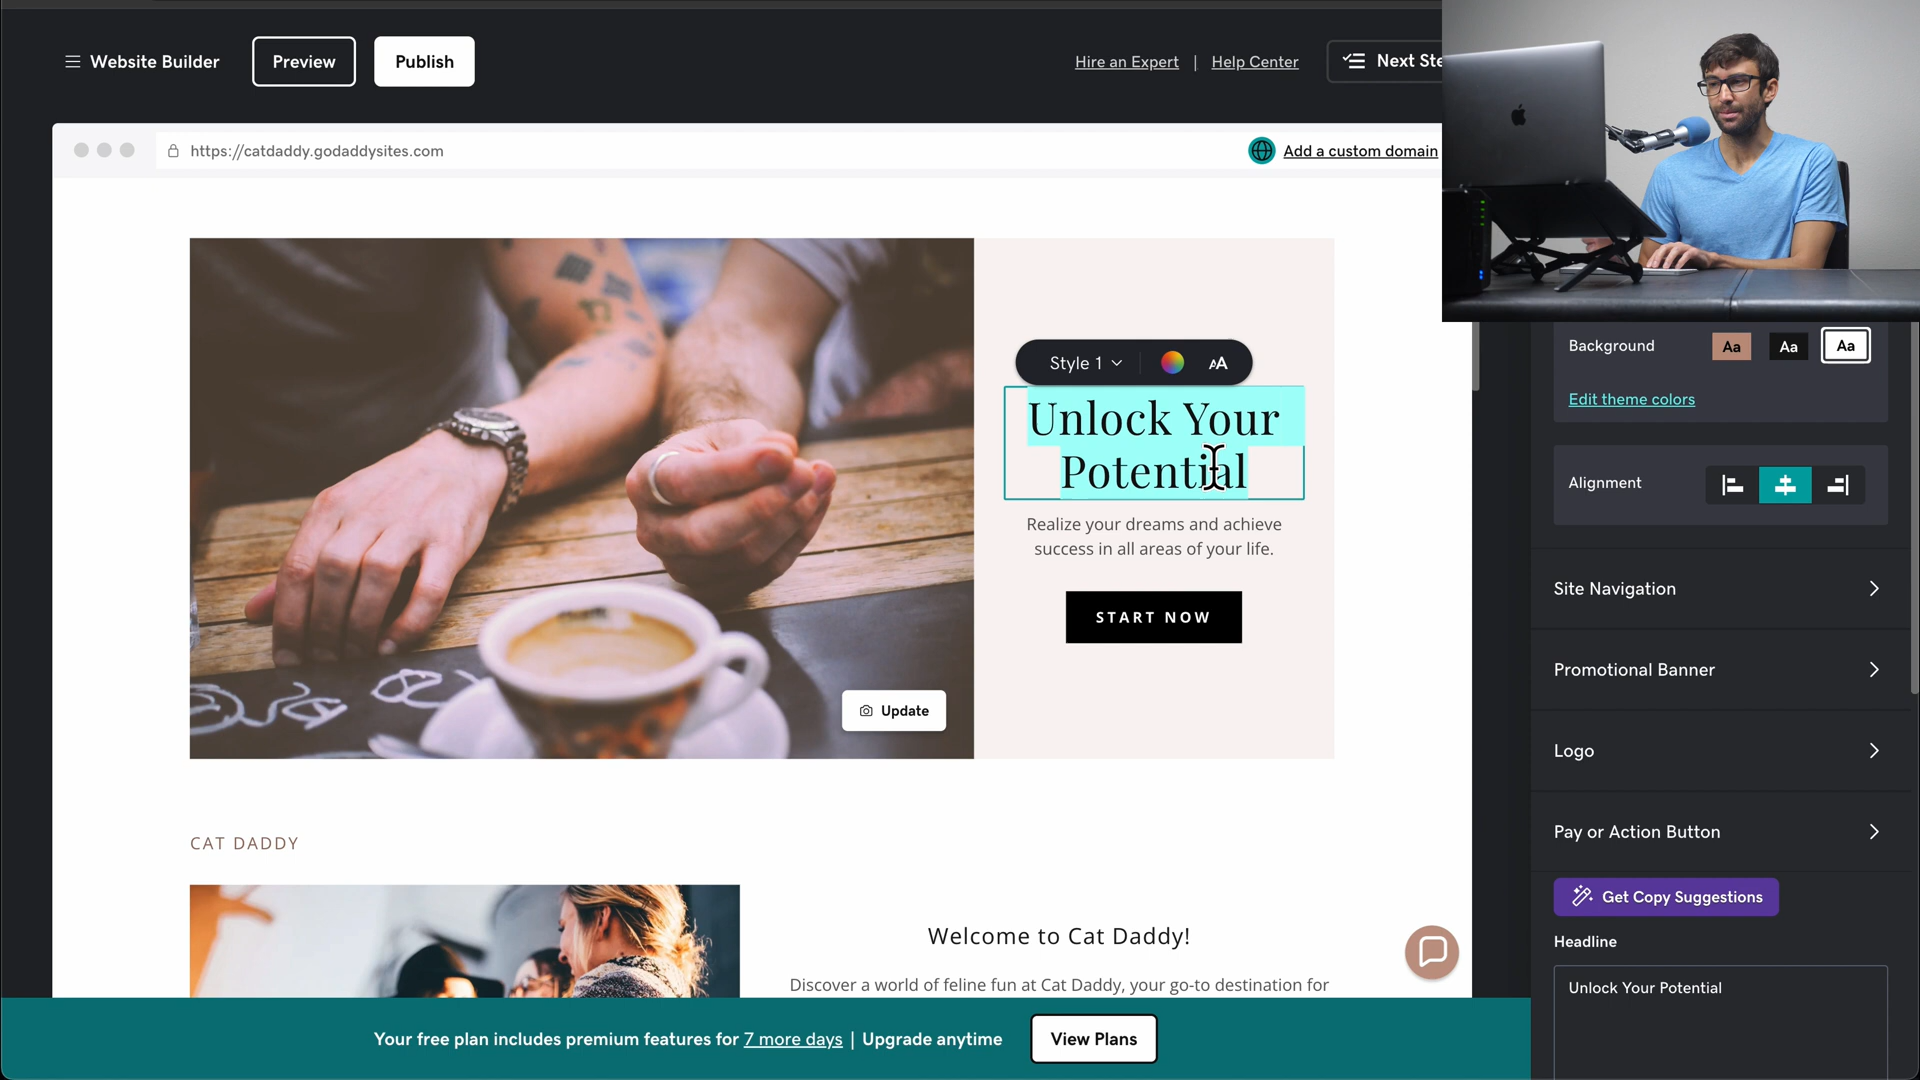 Website Builder
Preview
Publish
Hire an Expert | Help Center
Next Ste
https://catdaddy.godaddysites.com
Add a custom domain
Style 1
AA
Unlock Your
Potential
Realize your dreams and achieve
success in all areas of your life.
START NOW
Update
CAT DADDY
Welcome to Cat Daddy!
Discover a world of feline fun at Cat Daddy, your go-to destination for
Your free plan includes premium features for 7 more days | Upgrade anytime
View Plans
Background
Aa
Aa
Aa
Edit theme colors
Alignment
Site Navigation
Promotional Banner
Logo
Pay or Action Button
Get Copy Suggestions
Headline
Unlock Your Potential